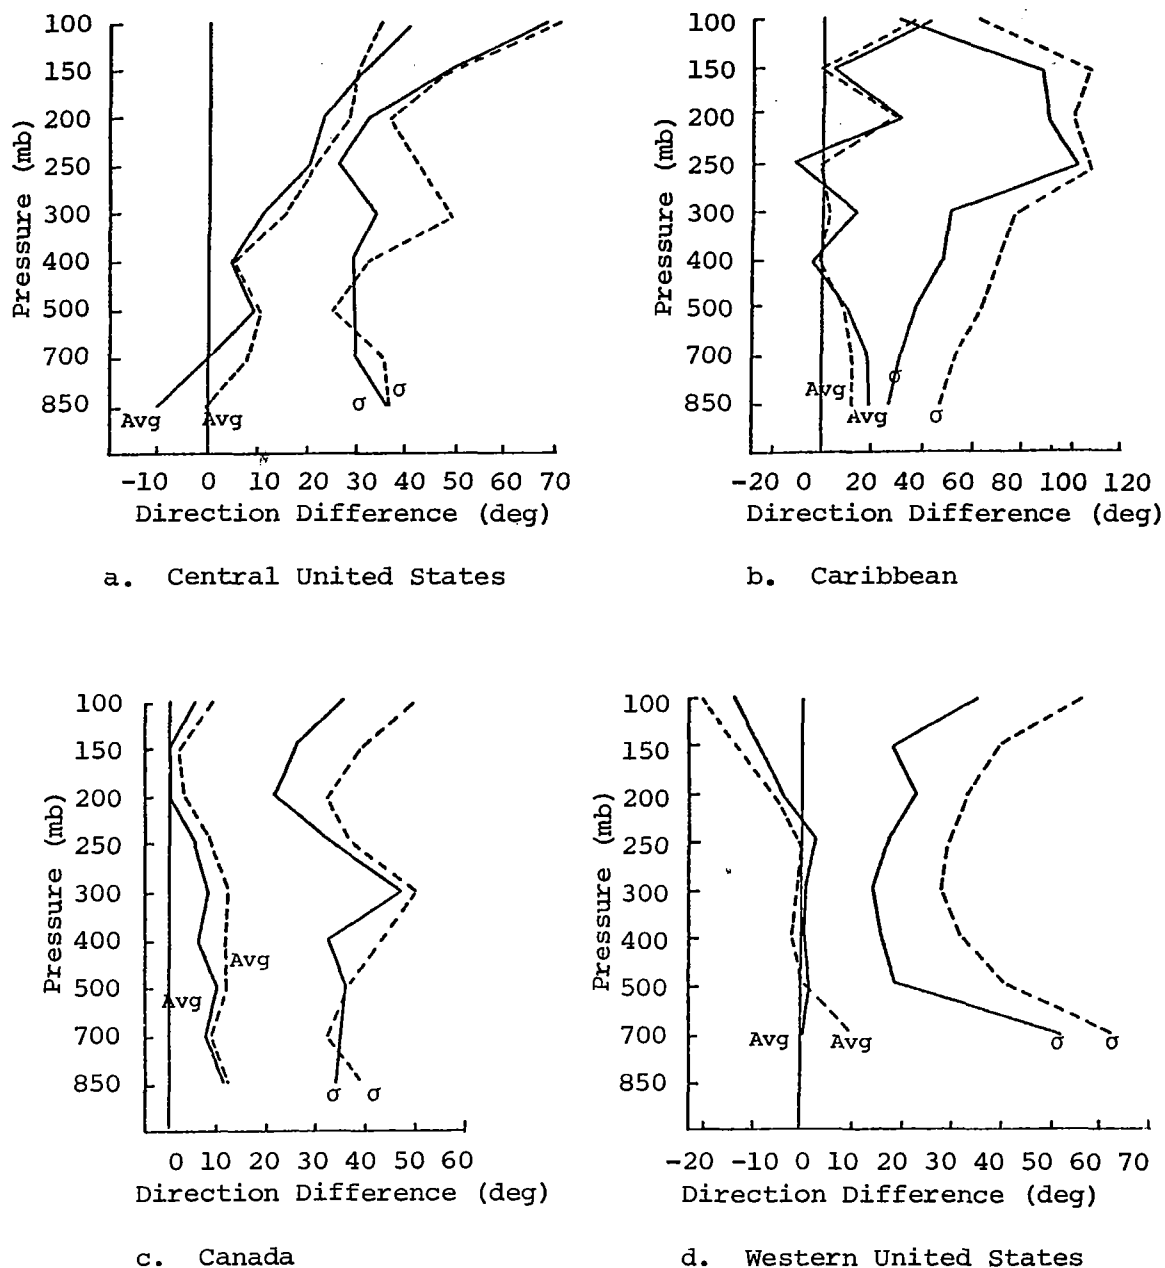 100
150
200
250
300
400
500
700
850
Pressure (mb)
Avg
Avg
σ
σ
-10 0 10 20 30 40 50 60 70
Direction Difference (deg)
a. Central United States
100
150
200
250
300
400
500
700
850
Pressure (mb)
Avg
Avg
σ
σ
-20 0 20 40 60 80 100 120
Direction Difference (deg)
b. Caribbean
100
150
200
250
300
400
500
700
850
Pressure (mb)
Avg
Avg
σ
σ
0 10 20 30 40 50 60
Direction Difference (deg)
c. Canada
100
150
200
250
300
400
500
700
850
Pressure (mb)
Avg
Avg
σ
σ
-20 -10 0 10 20 30 40 50 60 70
Direction Difference (deg)
d. Western United States